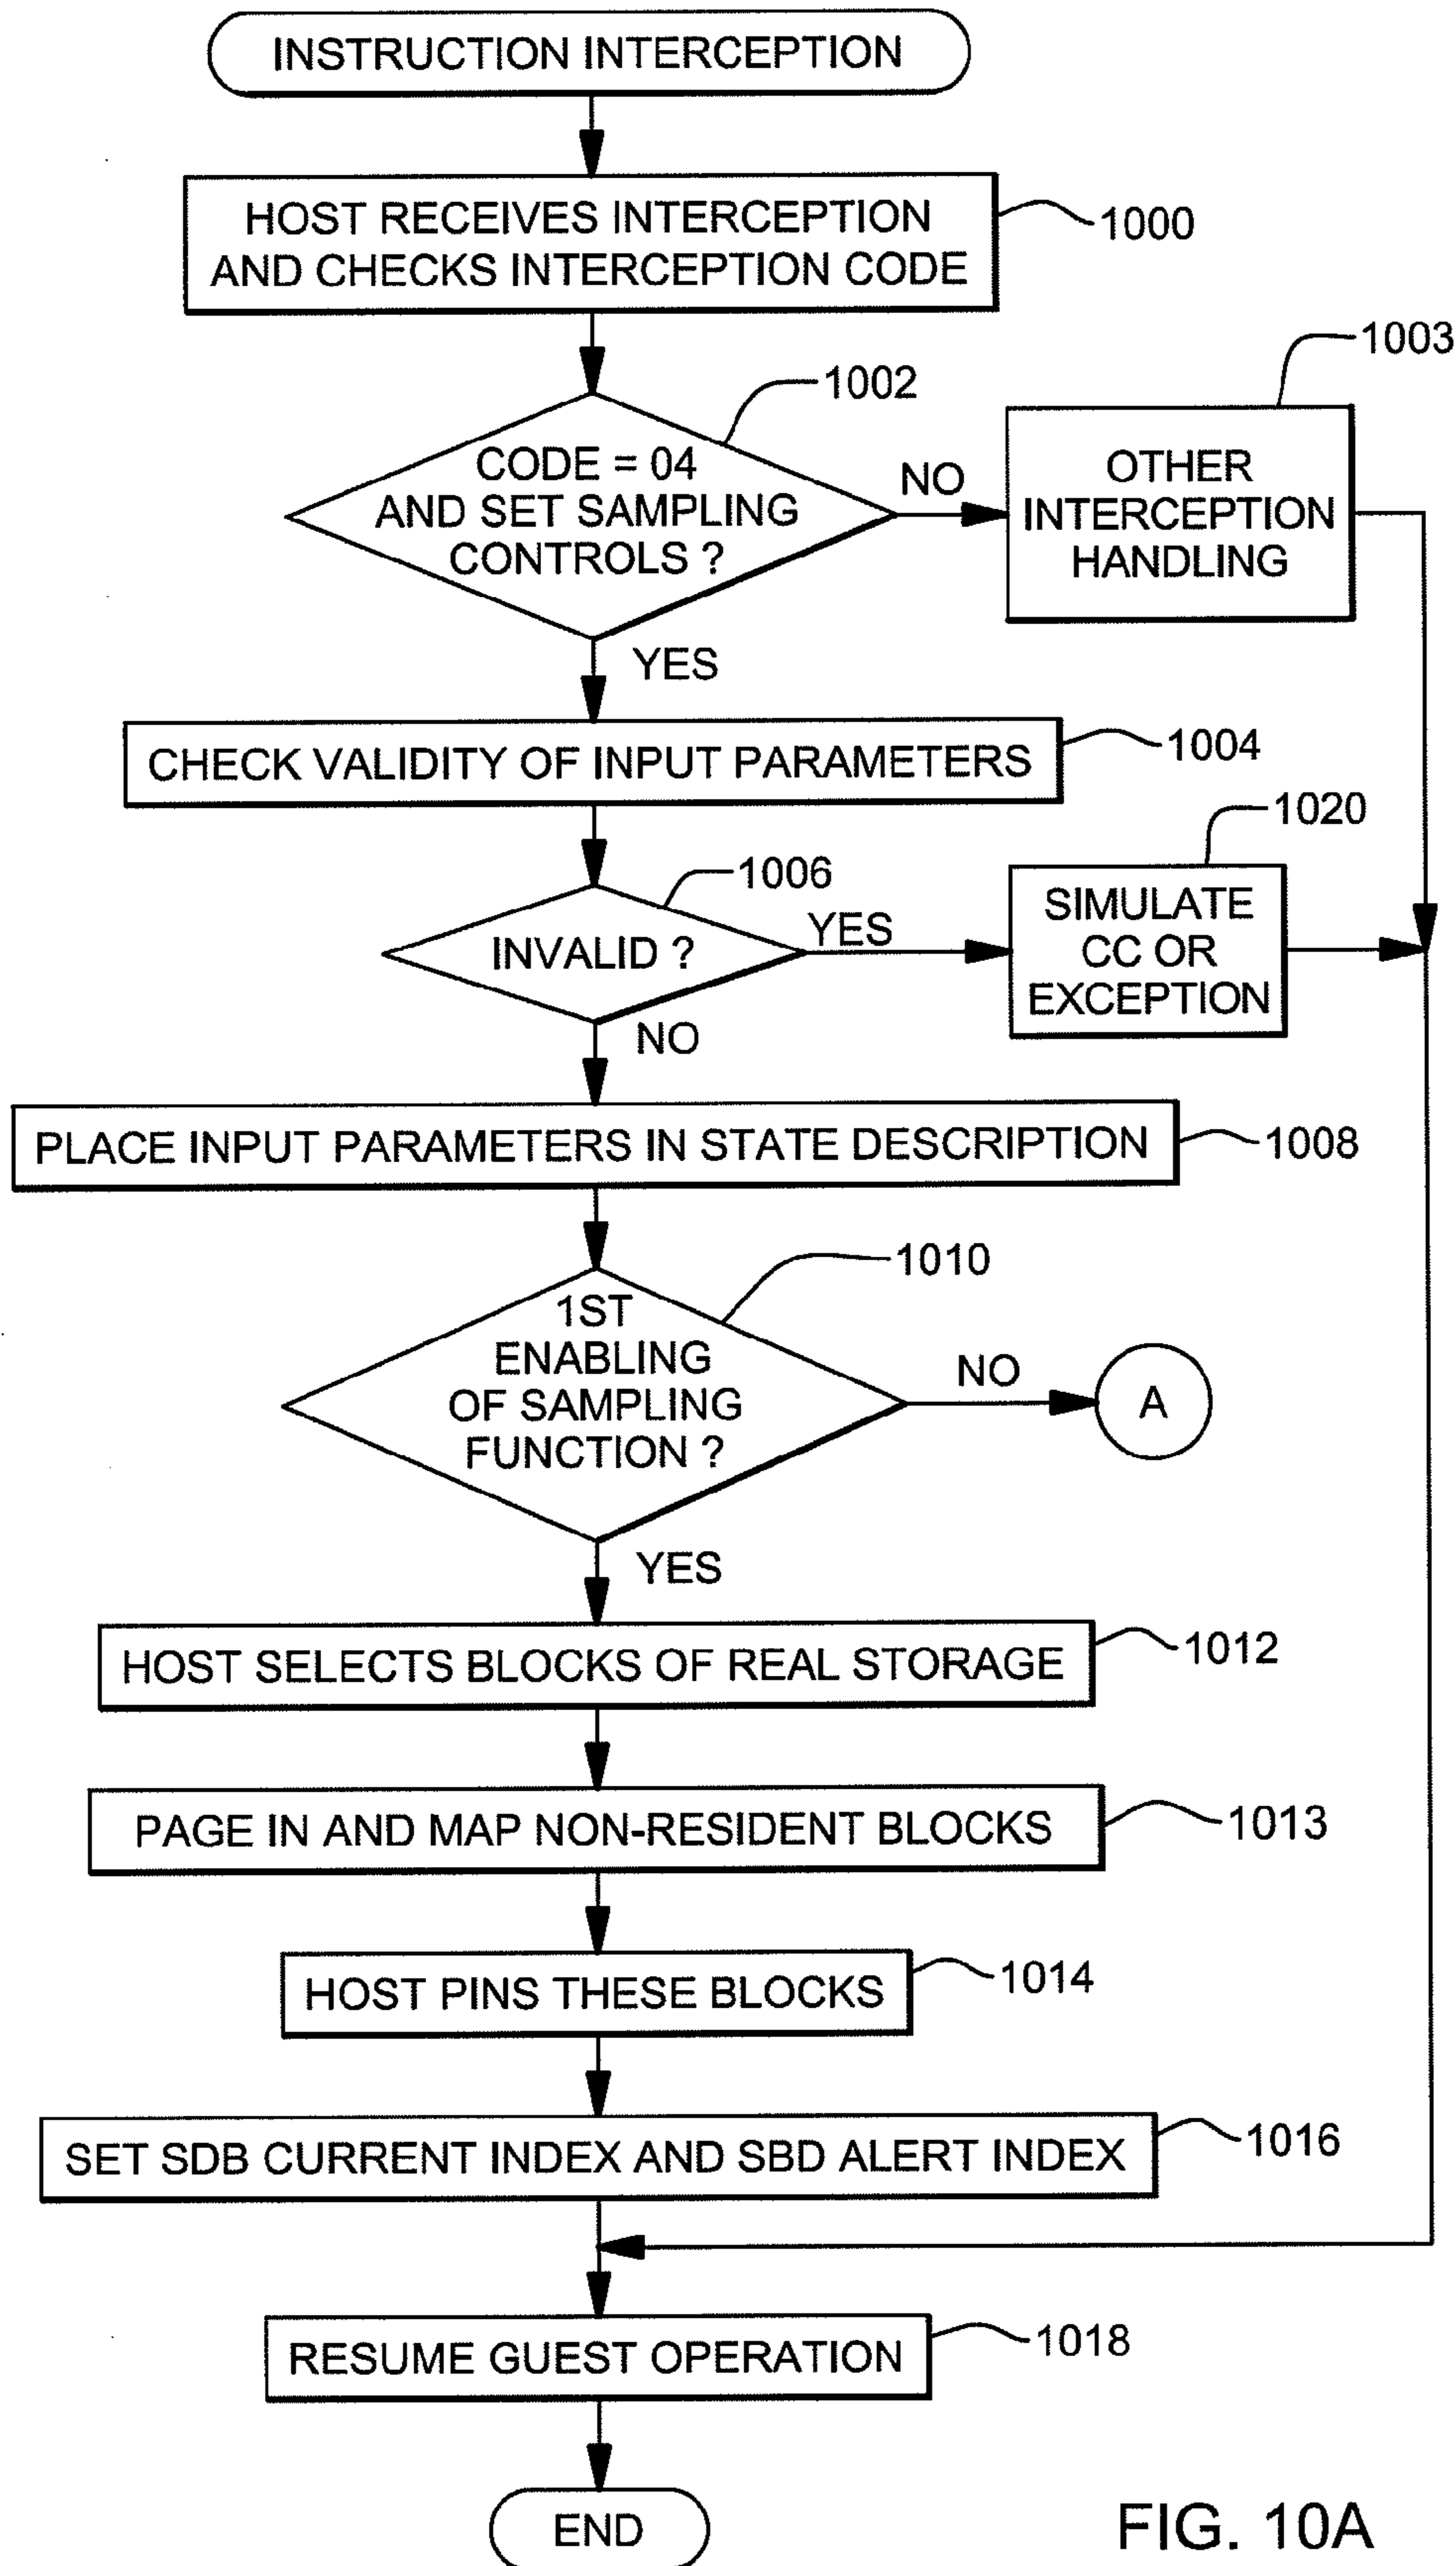 INSTRUCTION INTERCEPTION
HOST RECEIVES INTERCEPTION
AND CHECKS INTERCEPTION CODE
1000
1003
1002
CODE = 04
AND SET SAMPLING
CONTROLS ?
NO
OTHER
INTERCEPTION
HANDLING
YES
CHECK VALIDITY OF INPUT PARAMETERS
1004
1020
1006
INVALID ?
YES
SIMULATE
CC OR
EXCEPTION
NO
PLACE INPUT PARAMETERS IN STATE DESCRIPTION
1008
1010
1ST
ENABLING
OF SAMPLING
FUNCTION ?
NO
A
YES
HOST SELECTS BLOCKS OF REAL STORAGE
1012
PAGE IN AND MAP NON-RESIDENT BLOCKS
1013
HOST PINS THESE BLOCKS
1014
SET SDB CURRENT INDEX AND SBD ALERT INDEX
1016
RESUME GUEST OPERATION
1018
END
FIG. 10A